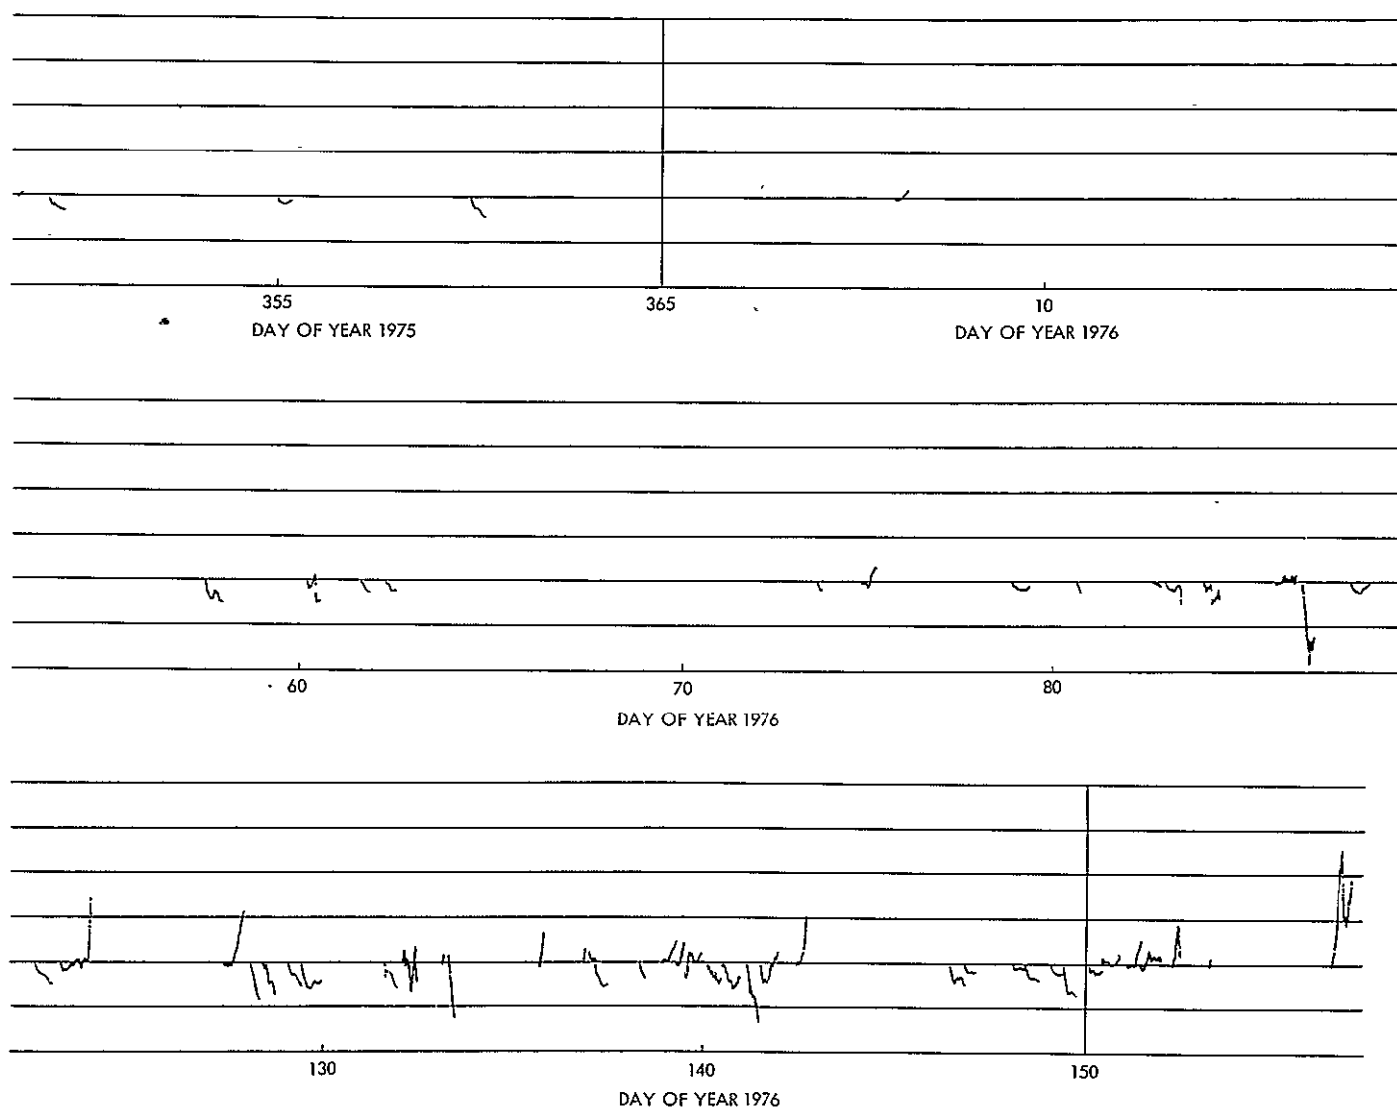 355 365 10
DAY OF YEAR 1975 DAY OF YEAR 1976
60 70 80
DAY OF YEAR 1976
130 140 150
DAY OF YEAR 1976